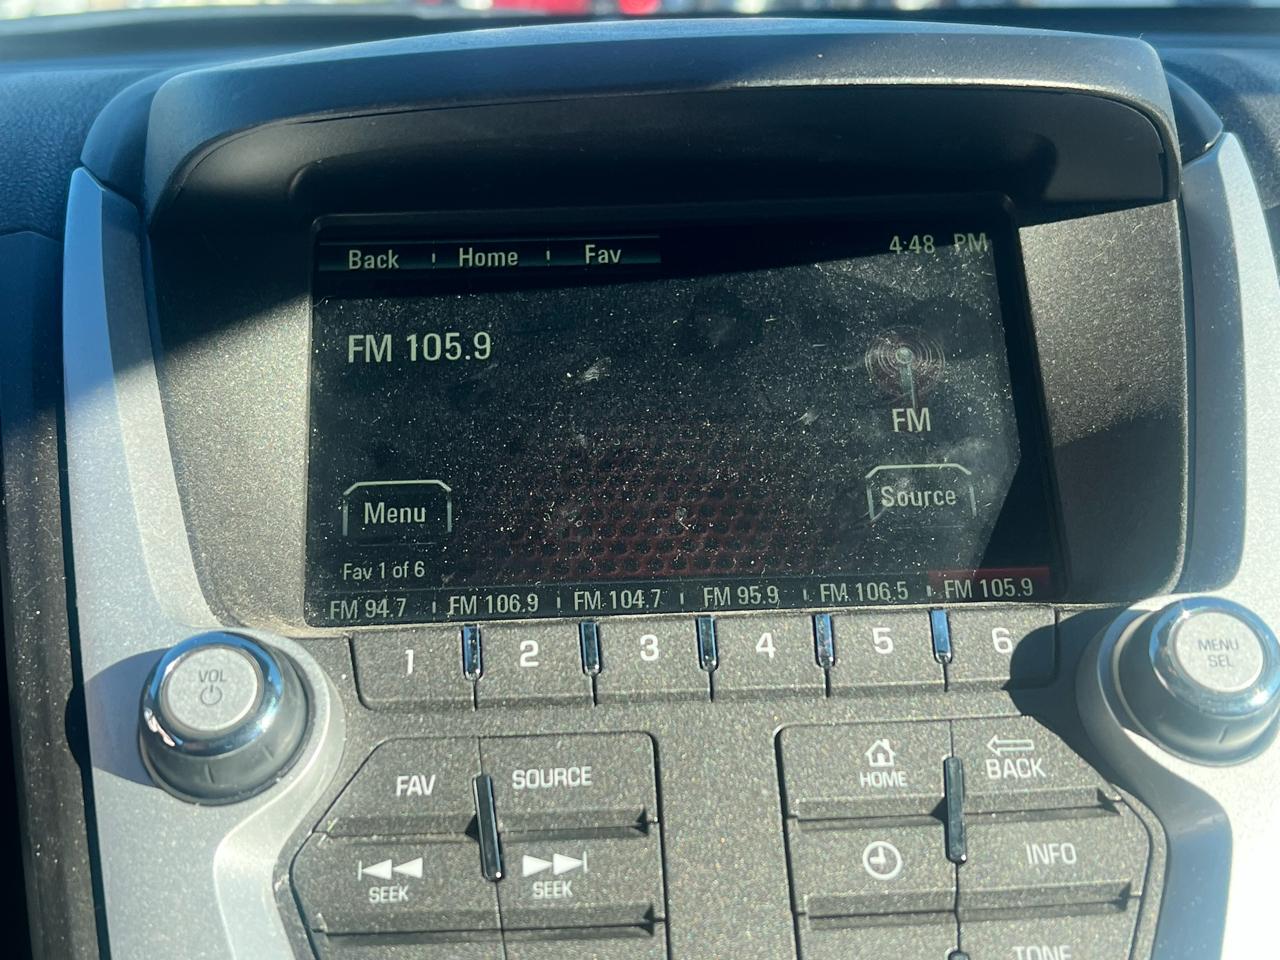 Back Home Fav 4:48 PM
FM 105.9
FM
Menu Source
Fav 1 of 6
FM 94.7 FM 106.9 FM 104.7 FM 95.9 FM 106.5 FM 105.9
1 2 3 4 5 6
VOL
MENU
SEL
FAV SOURCE
HOME BACK
SEEK SEEK
INFO
TONE